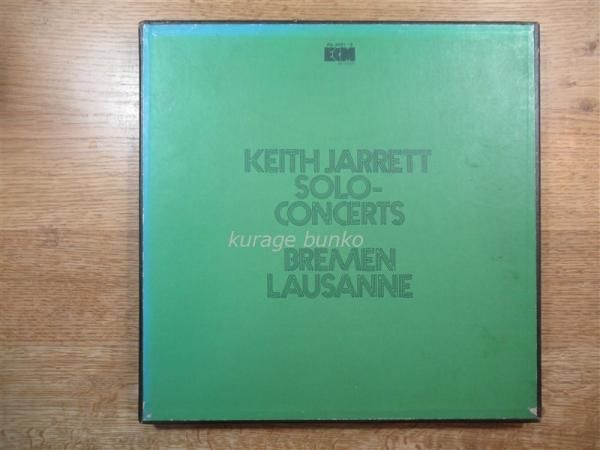 ECM
KEITH JARRETT
SOLO-
CONCERTS
kurage bunko
BREMEN
LAUSANNE